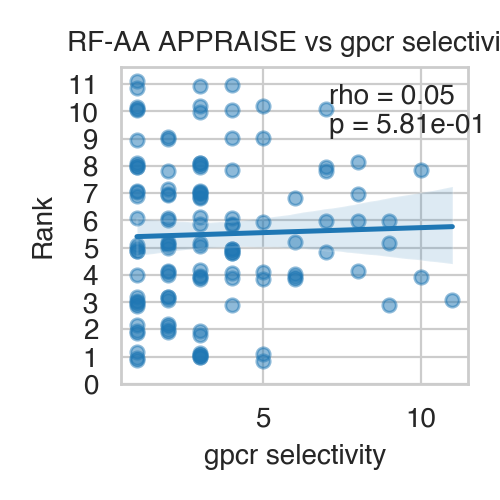 RF-AA APPRAISE vs gpcr selectivi
rho = 0.05
p = 5.81e-01
Rank
11
10
9
8
7
6
5
4
3
2
1
0
5
10
gpcr selectivity